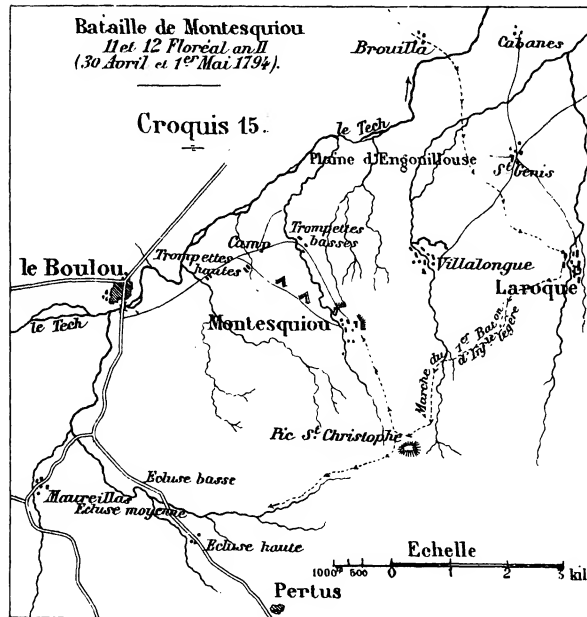 Bataille de Montesquiou
11 et 12 Floréal an II
(30 Avril et 1er Mai 1794).
Croquis 15.
Brouilla
Cabanes
le Tech
Plaine d'Engonillouse
St Genis
Camp
Trompettes
basses
Trompettes
hautes
le Boulou
Villalongue
Laroque
le Tech
Montesquiou
Marche du 1er Baton
d'Inf.ie légère
Pic St Christophe
Ecluse basse
Maureillas
Ecluse moyenne
Ecluse haute
Pertus
Echelle
1000 500 0 1 2 3 kil